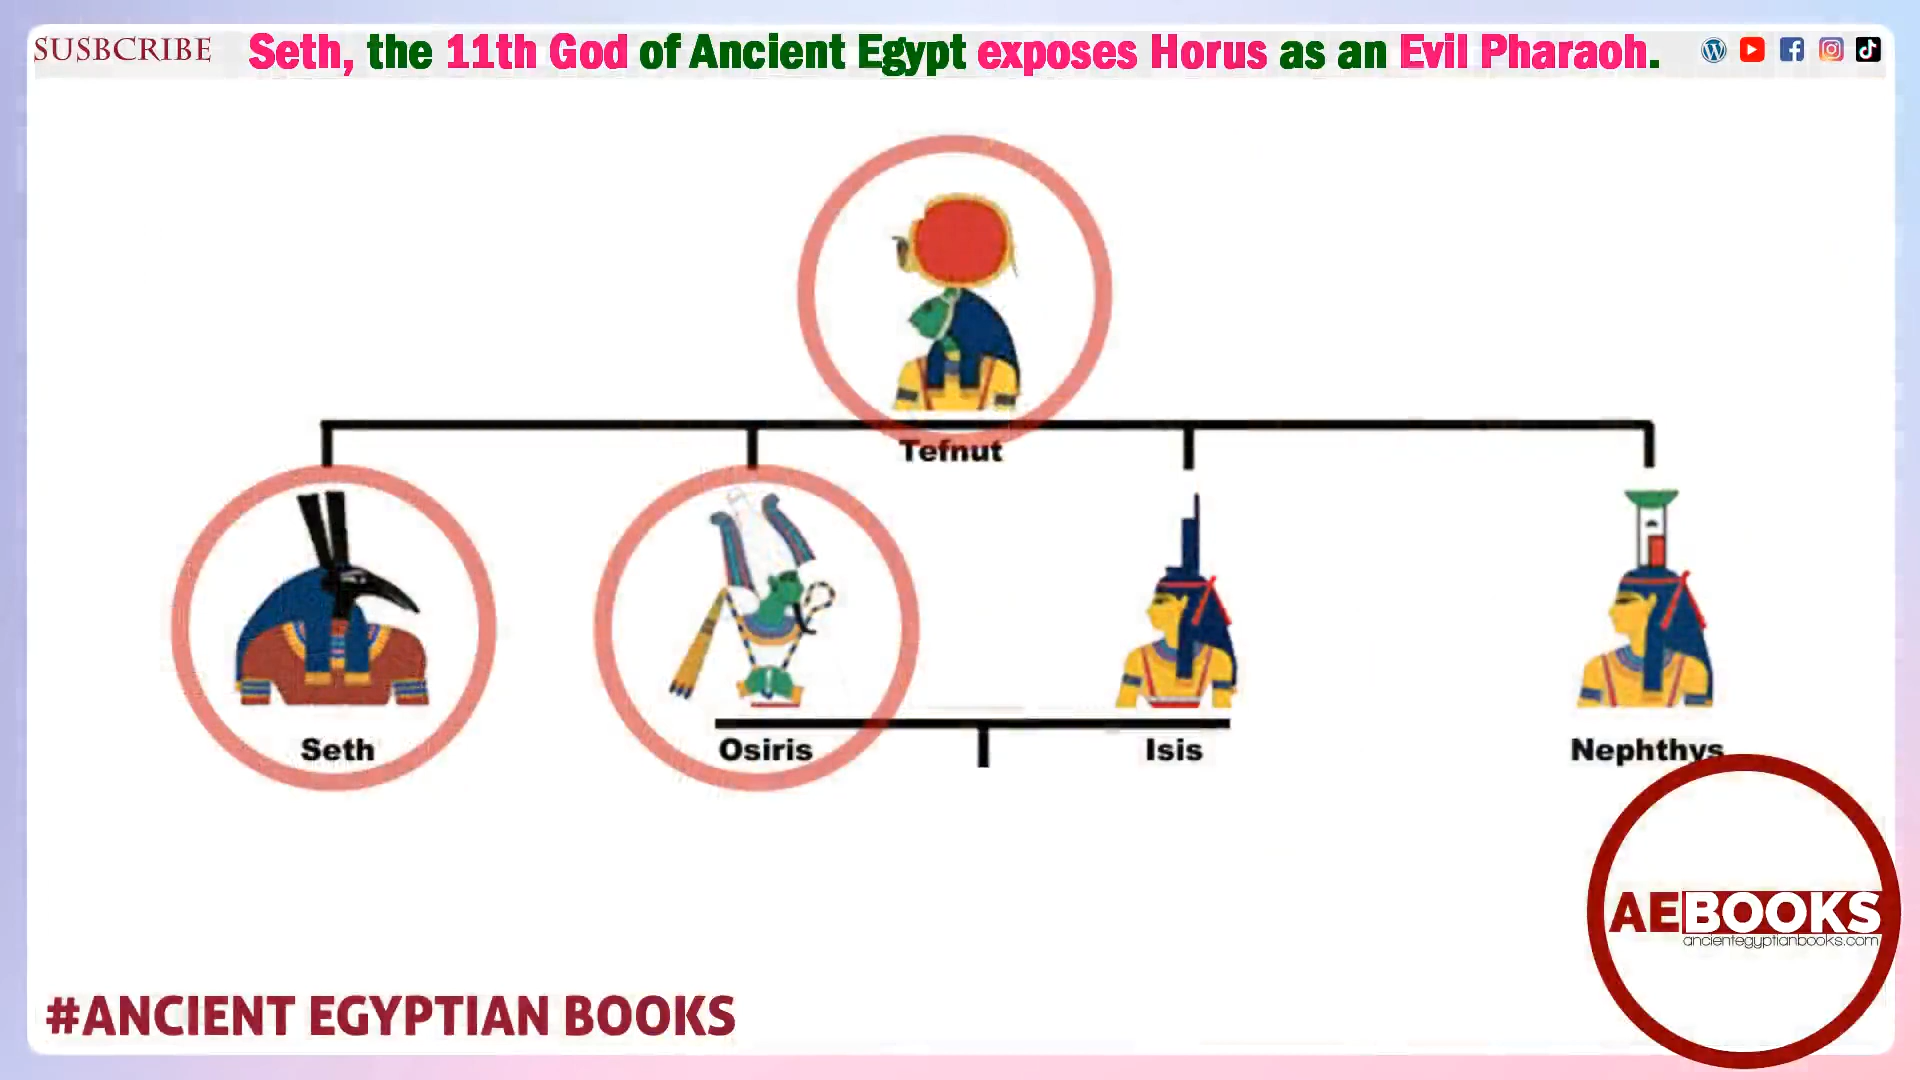 SUSBCRIBE
Seth, the 11th God of Ancient Egypt exposes Horus as an Evil Pharaoh.
Tefnut
Seth
Osiris
Isis
Nephthys
AEBOOKS
ancientegyptianbooks.com
#ANCIENT EGYPTIAN BOOKS